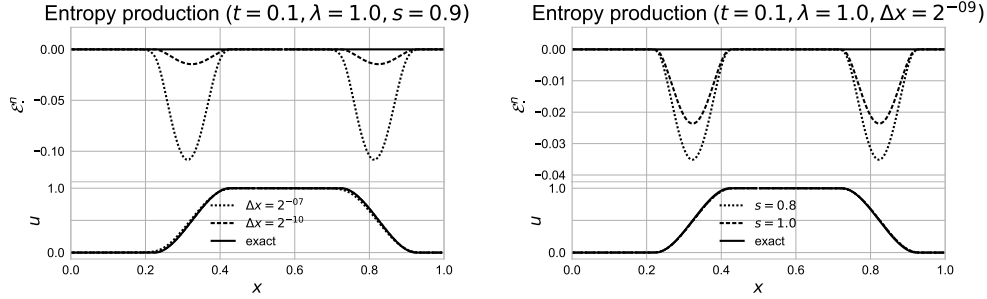 Entropy production (t = 0.1, λ = 1.0, s = 0.9)
0.00
−0.05
−0.10
ℰⁿ.
1.0
0.0
u
Δx = 2⁻⁰⁷
Δx = 2⁻¹⁰
exact
0.0 0.2 0.4 0.6 0.8 1.0
x
Entropy production (t = 0.1, λ = 1.0, Δx = 2⁻⁰⁹)
0.00
−0.01
−0.02
−0.03
−0.04
ℰⁿ.
1.0
0.0
u
s = 0.8
s = 1.0
exact
0.0 0.2 0.4 0.6 0.8 1.0
x